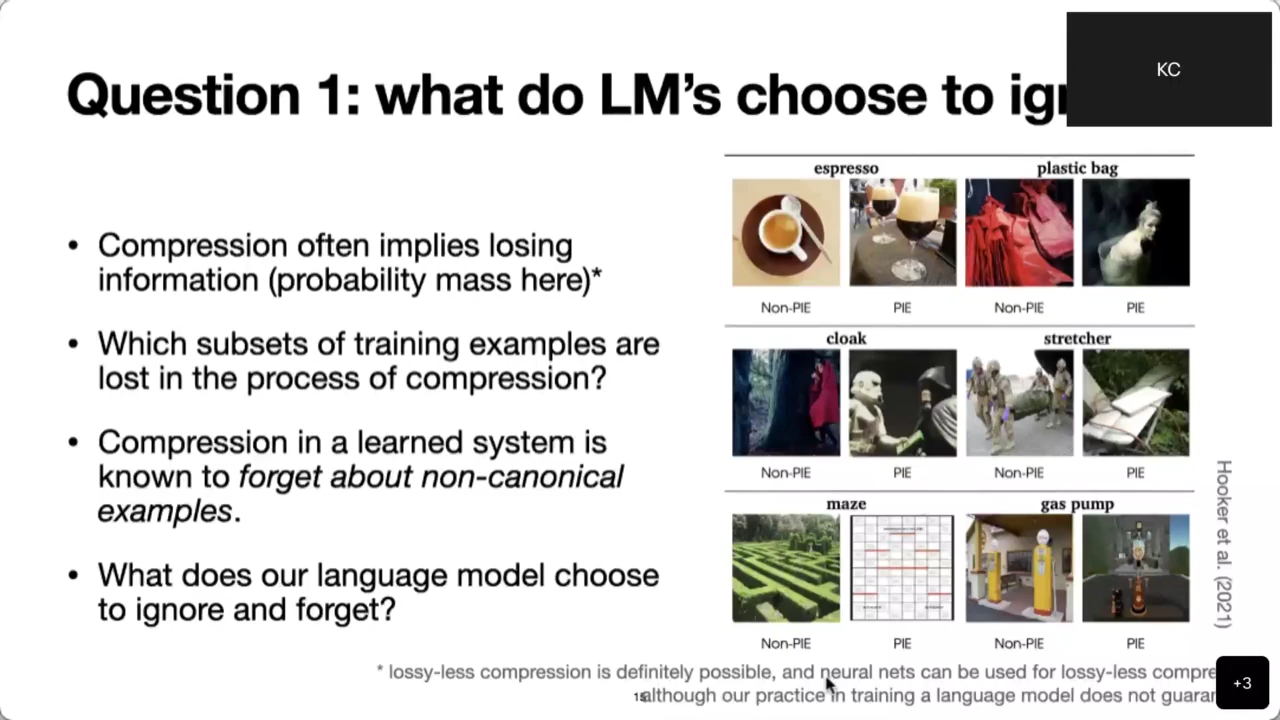 Question 1: what do LM's choose to
KC
• Compression often implies losing
information (probability mass here)*
• Which subsets of training examples are
lost in the process of compression?
• Compression in a learned system is
known to forget about non-canonical
examples.
• What does our language model choose
to ignore and forget?
espresso plastic bag
Non-PIE PIE Non-PIE PIE
cloak stretcher
Non-PIE PIE Non-PIE PIE
maze gas pump
Non-PIE PIE Non-PIE PIE
Hooker et al. (2021)
* lossy-less compression is definitely possible, and neural nets can be used for lossy-less
although our practice in training a language model does not
+3